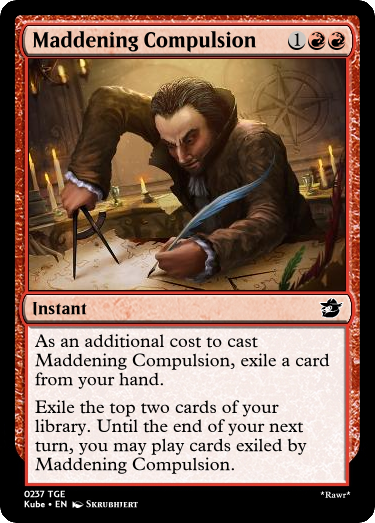 Maddening Compulsion 1
Instant
As an additional cost to cast
Maddening Compulsion, exile a card
from your hand.
Exile the top two cards of your
library. Until the end of your next
turn, you may play cards exiled by
Maddening Compulsion.
0237 TGE
Kube • EN Skrubhjert
*Rawr*